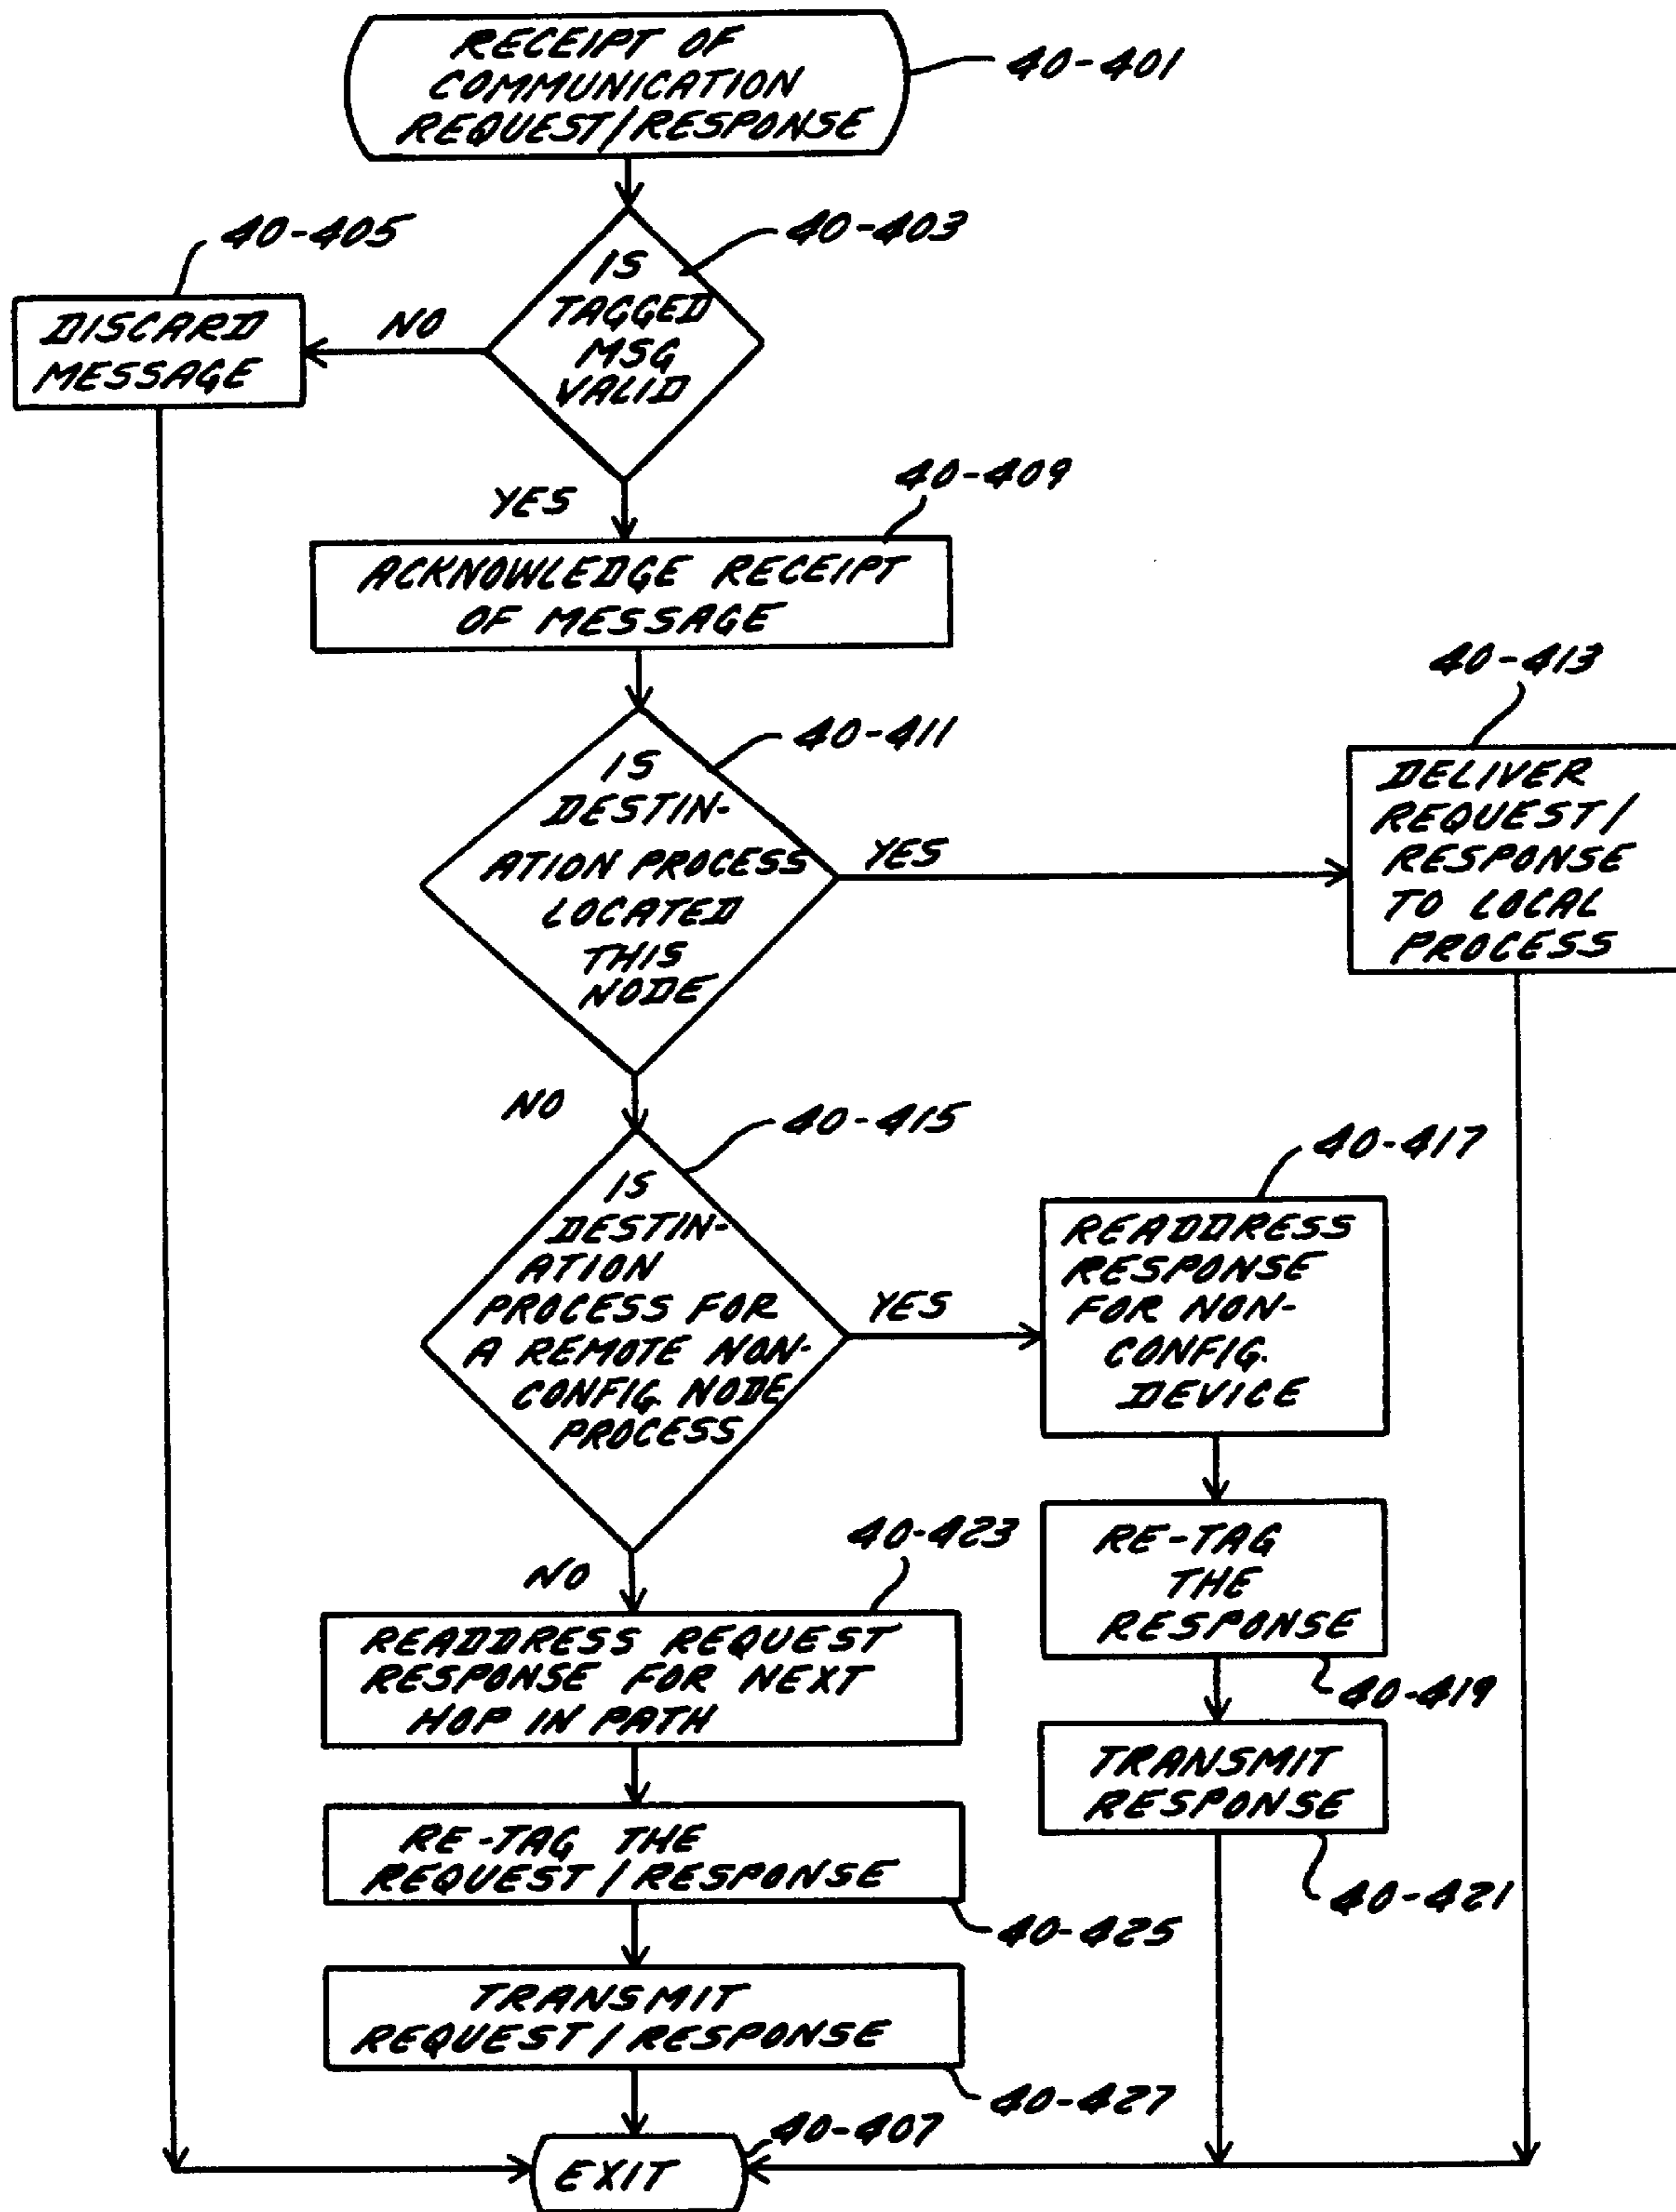 RECEIPT OF
COMMUNICATION
REQUEST/RESPONSE
40-401
40-405
40-403
DISCARD
MESSAGE
NO
IS
TAGGED
MSG
VALID
YES
40-409
ACKNOWLEDGE RECEIPT
OF MESSAGE
40-413
40-411
IS
DESTIN-
ATION PROCESS
LOCATED
THIS
NODE
YES
DELIVER
REQUEST/
RESPONSE
TO LOCAL
PROCESS
NO
40-415
40-417
IS
DESTIN-
ATION
PROCESS FOR
A REMOTE NON-
CONFIG. NODE
PROCESS
YES
READDRESS
RESPONSE
FOR NON-
CONFIG.
DEVICE
NO
40-423
RE-TAG
THE
RESPONSE
40-419
READDRESS REQUEST
RESPONSE FOR NEXT
HOP IN PATH
TRANSMIT
RESPONSE
40-421
RE-TAG THE
REQUEST/RESPONSE
40-425
TRANSMIT
REQUEST/RESPONSE
40-427
40-407
EXIT